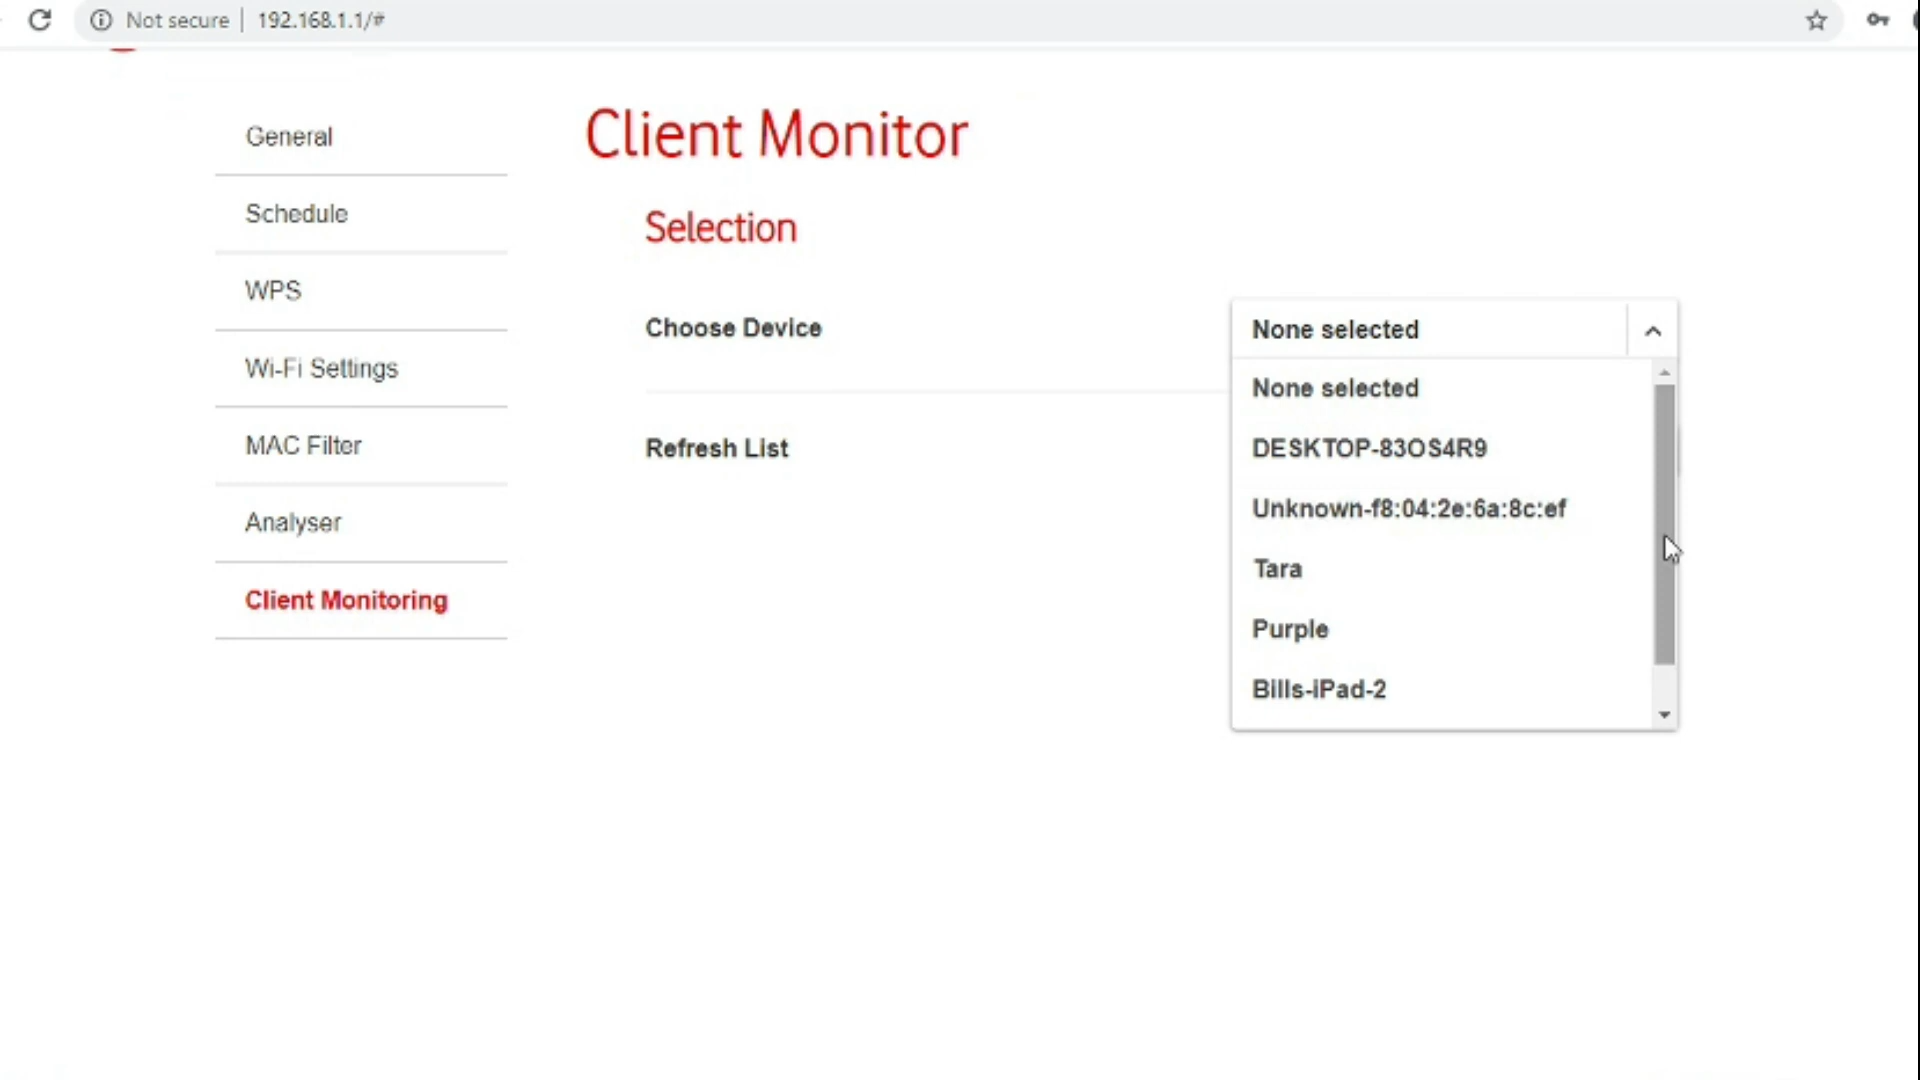 Not secure | 192.168.1.1/#
General
Schedule
WPS
Wi-Fi Settings
MAC Filter
Analyser
Client Monitoring
Client Monitor
Selection
Choose Device
Refresh List
None selected
None selected
DESKTOP-83OS4R9
Unknown-f8:04:2e:6a:8c:ef
Tara
Purple
Bills-iPad-2